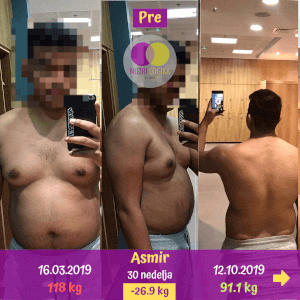 Pre
Asmir
16.03.2019
30 nedelja
12.10.2019
118 kg
-26.9 kg
91.1 kg